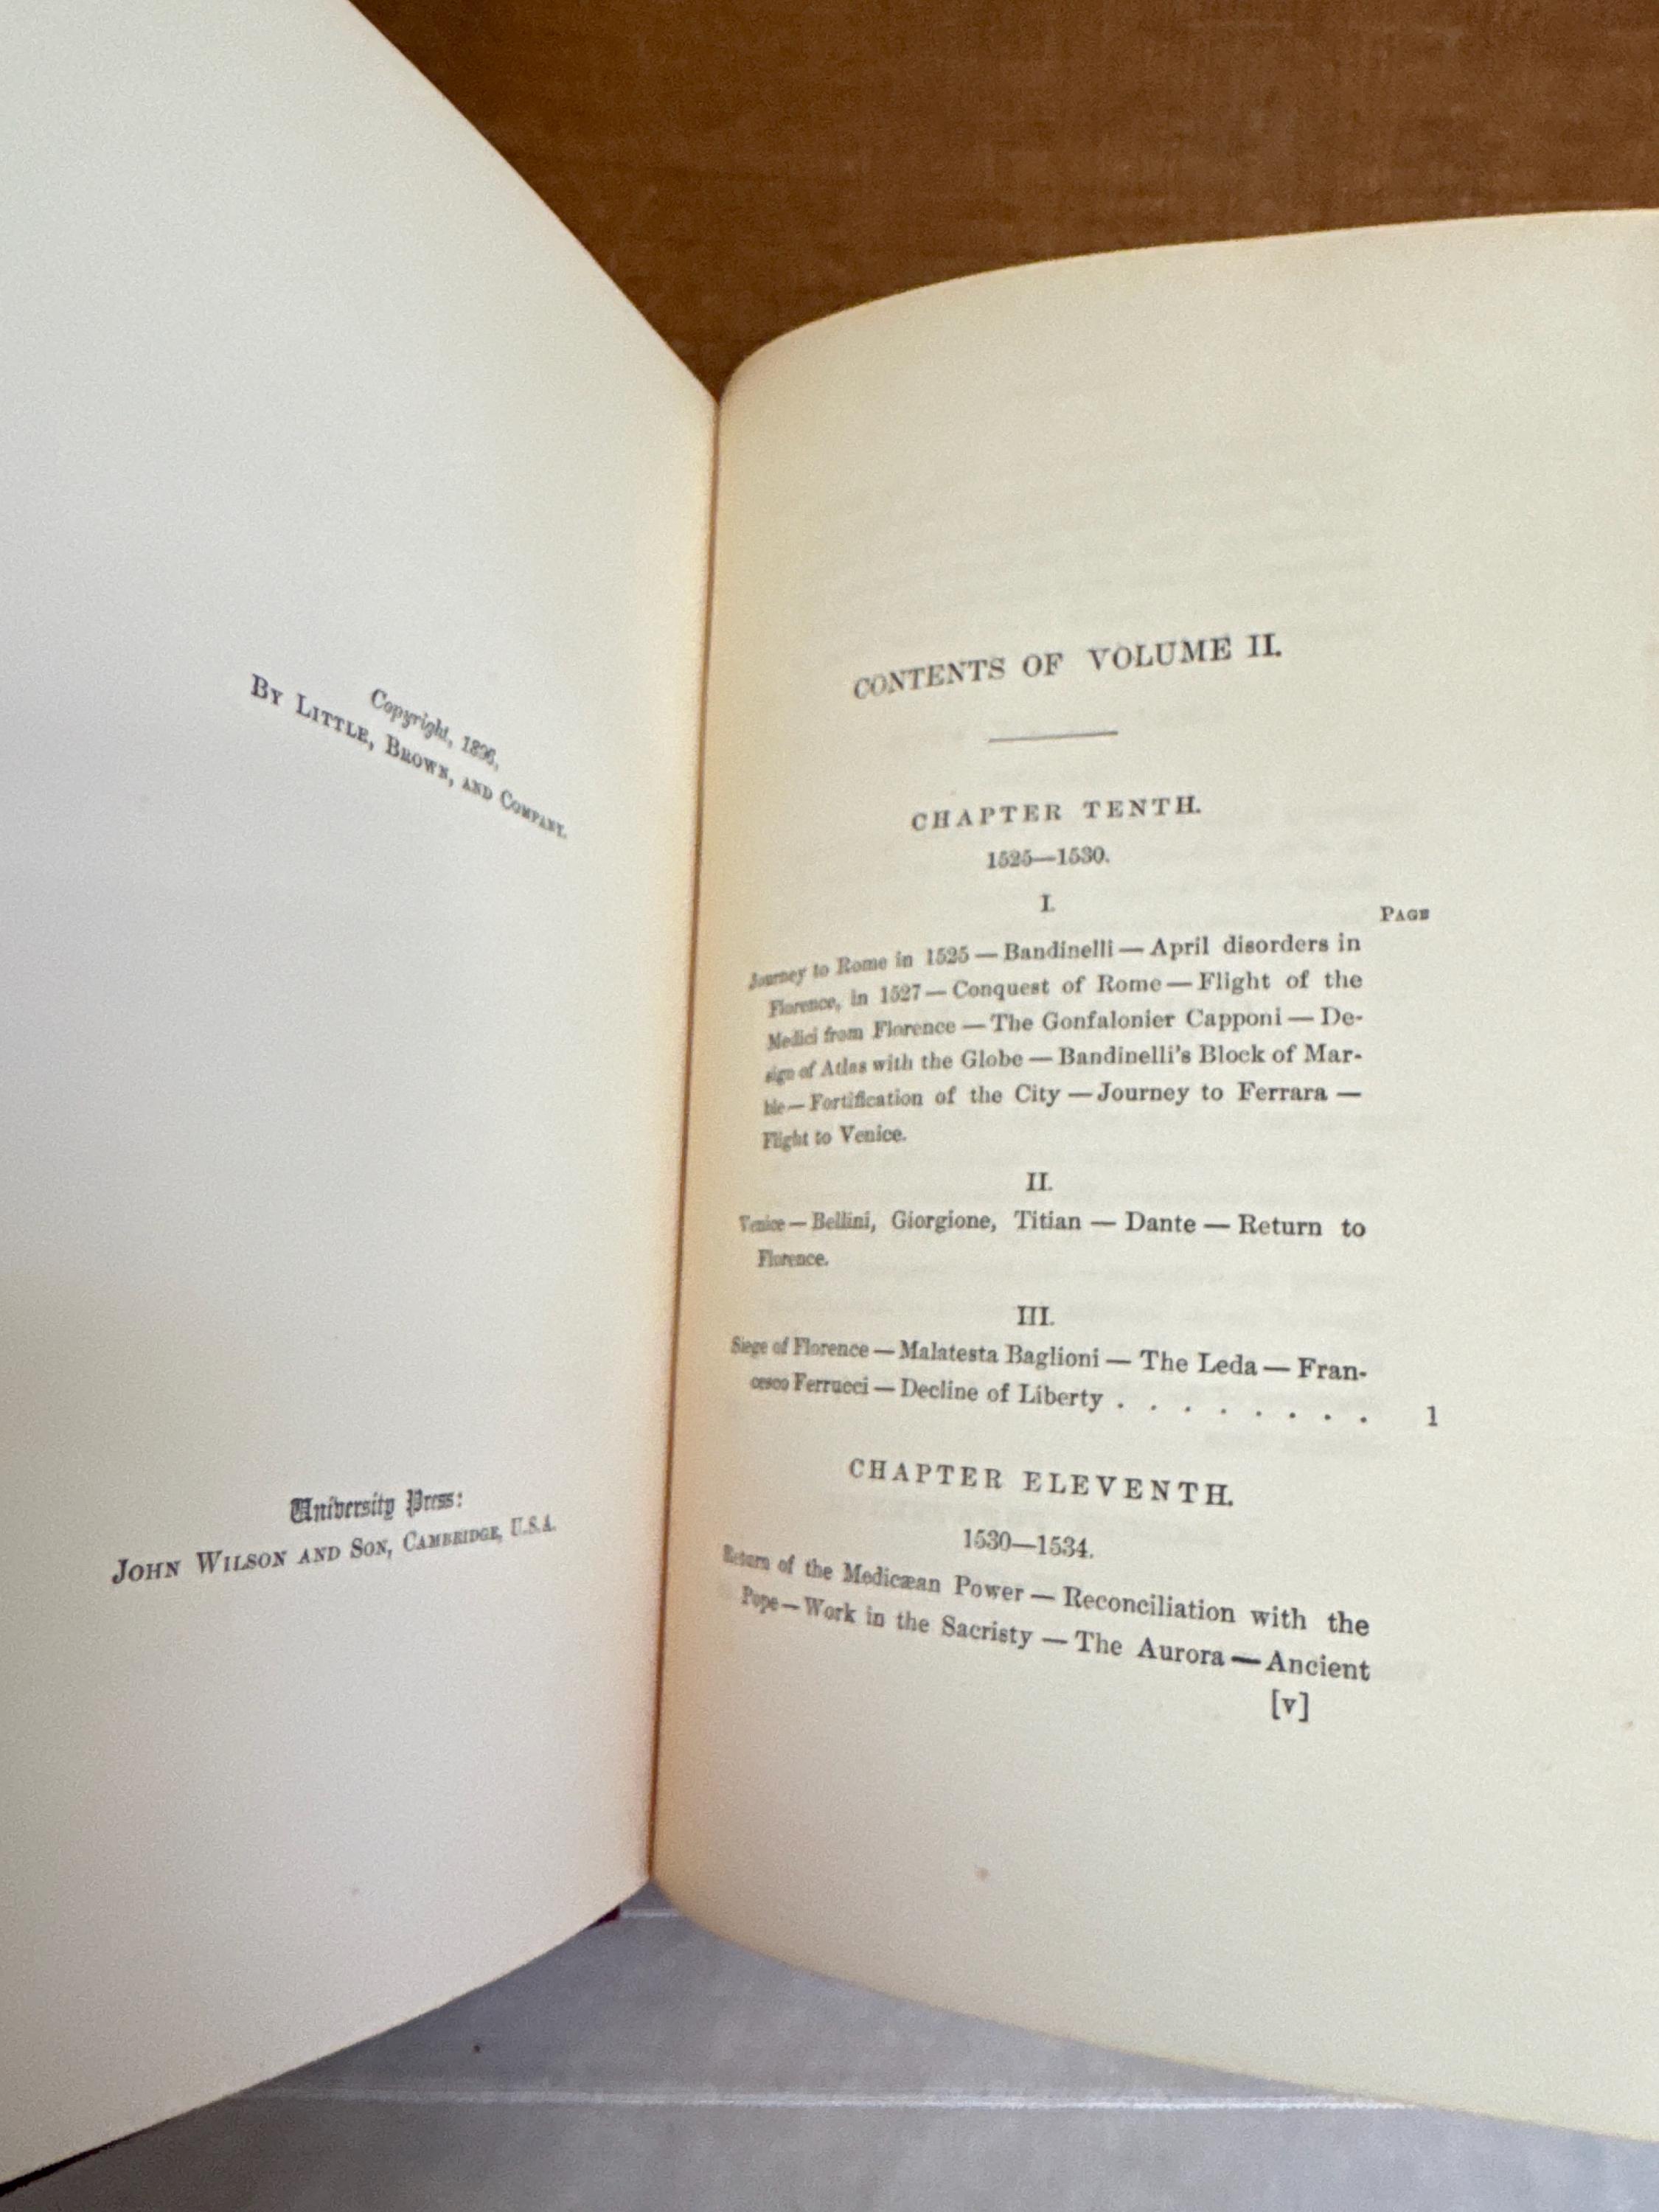 Copyright, 1896,
By Little, Brown, and Company.
University Press:
John Wilson and Son, Cambridge, U.S.A.
CONTENTS OF VOLUME II.
CHAPTER TENTH.
1525—1530.
I.
Page
Journey to Rome in 1525 — Bandinelli — April disorders in
Florence, in 1527 — Conquest of Rome — Flight of the
Medici from Florence — The Gonfalonier Capponi — De-
sign of Atlas with the Globe — Bandinelli's Block of Mar-
ble — Fortification of the City — Journey to Ferrara —
Flight to Venice.
II.
Venice — Bellini, Giorgione, Titian — Dante — Return to
Florence.
III.
Siege of Florence — Malatesta Baglioni — The Leda — Fran-
cesco Ferrucci — Decline of Liberty . . . . . . . . 1
CHAPTER ELEVENTH.
1530—1534.
Return of the Medicæan Power — Reconciliation with the
Pope — Work in the Sacristy — The Aurora — Ancient
[v]